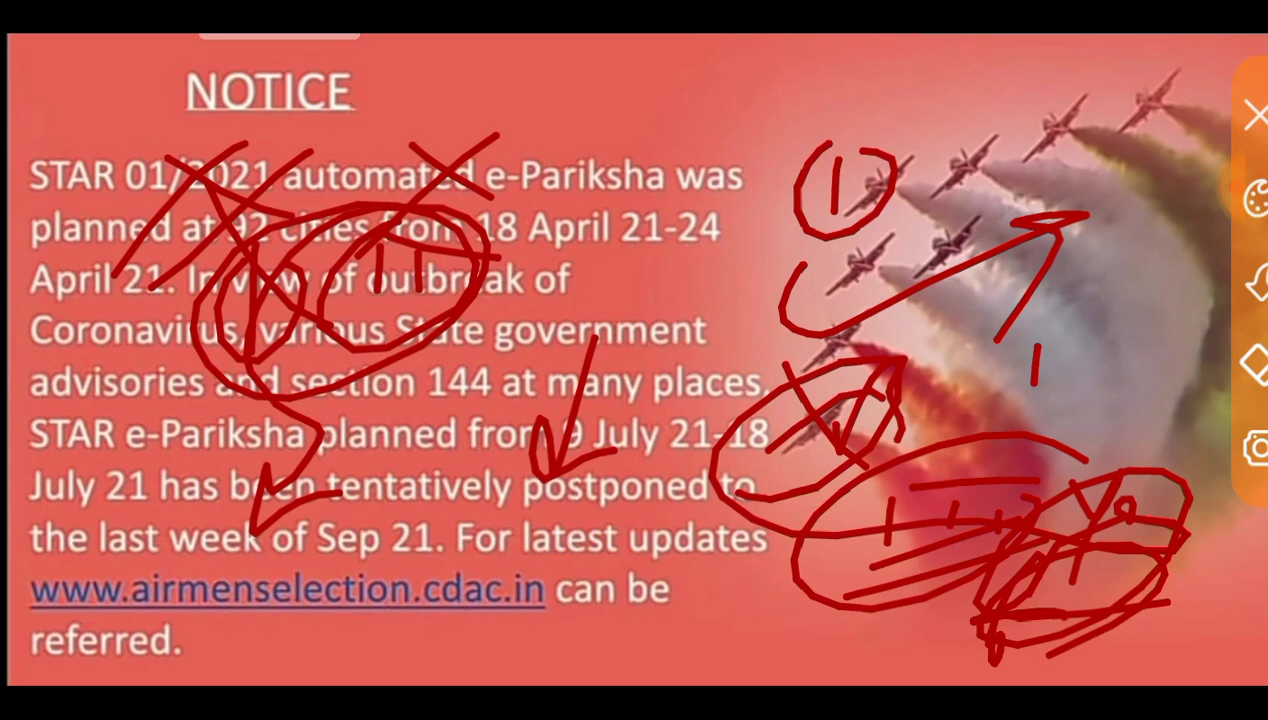 NOTICE
STAR 01/2021 automated e-Pariksha was
planned at 92 cities from 18 April 21-24
April 21. In view of outbreak of
Coronavirus, various State government
advisories and section 144 at many places.
STAR e-Pariksha planned from 9 July 21-18
July 21 has been tentatively postponed to
the last week of Sep 21. For latest updates
www.airmenselection.cdac.in can be
referred.